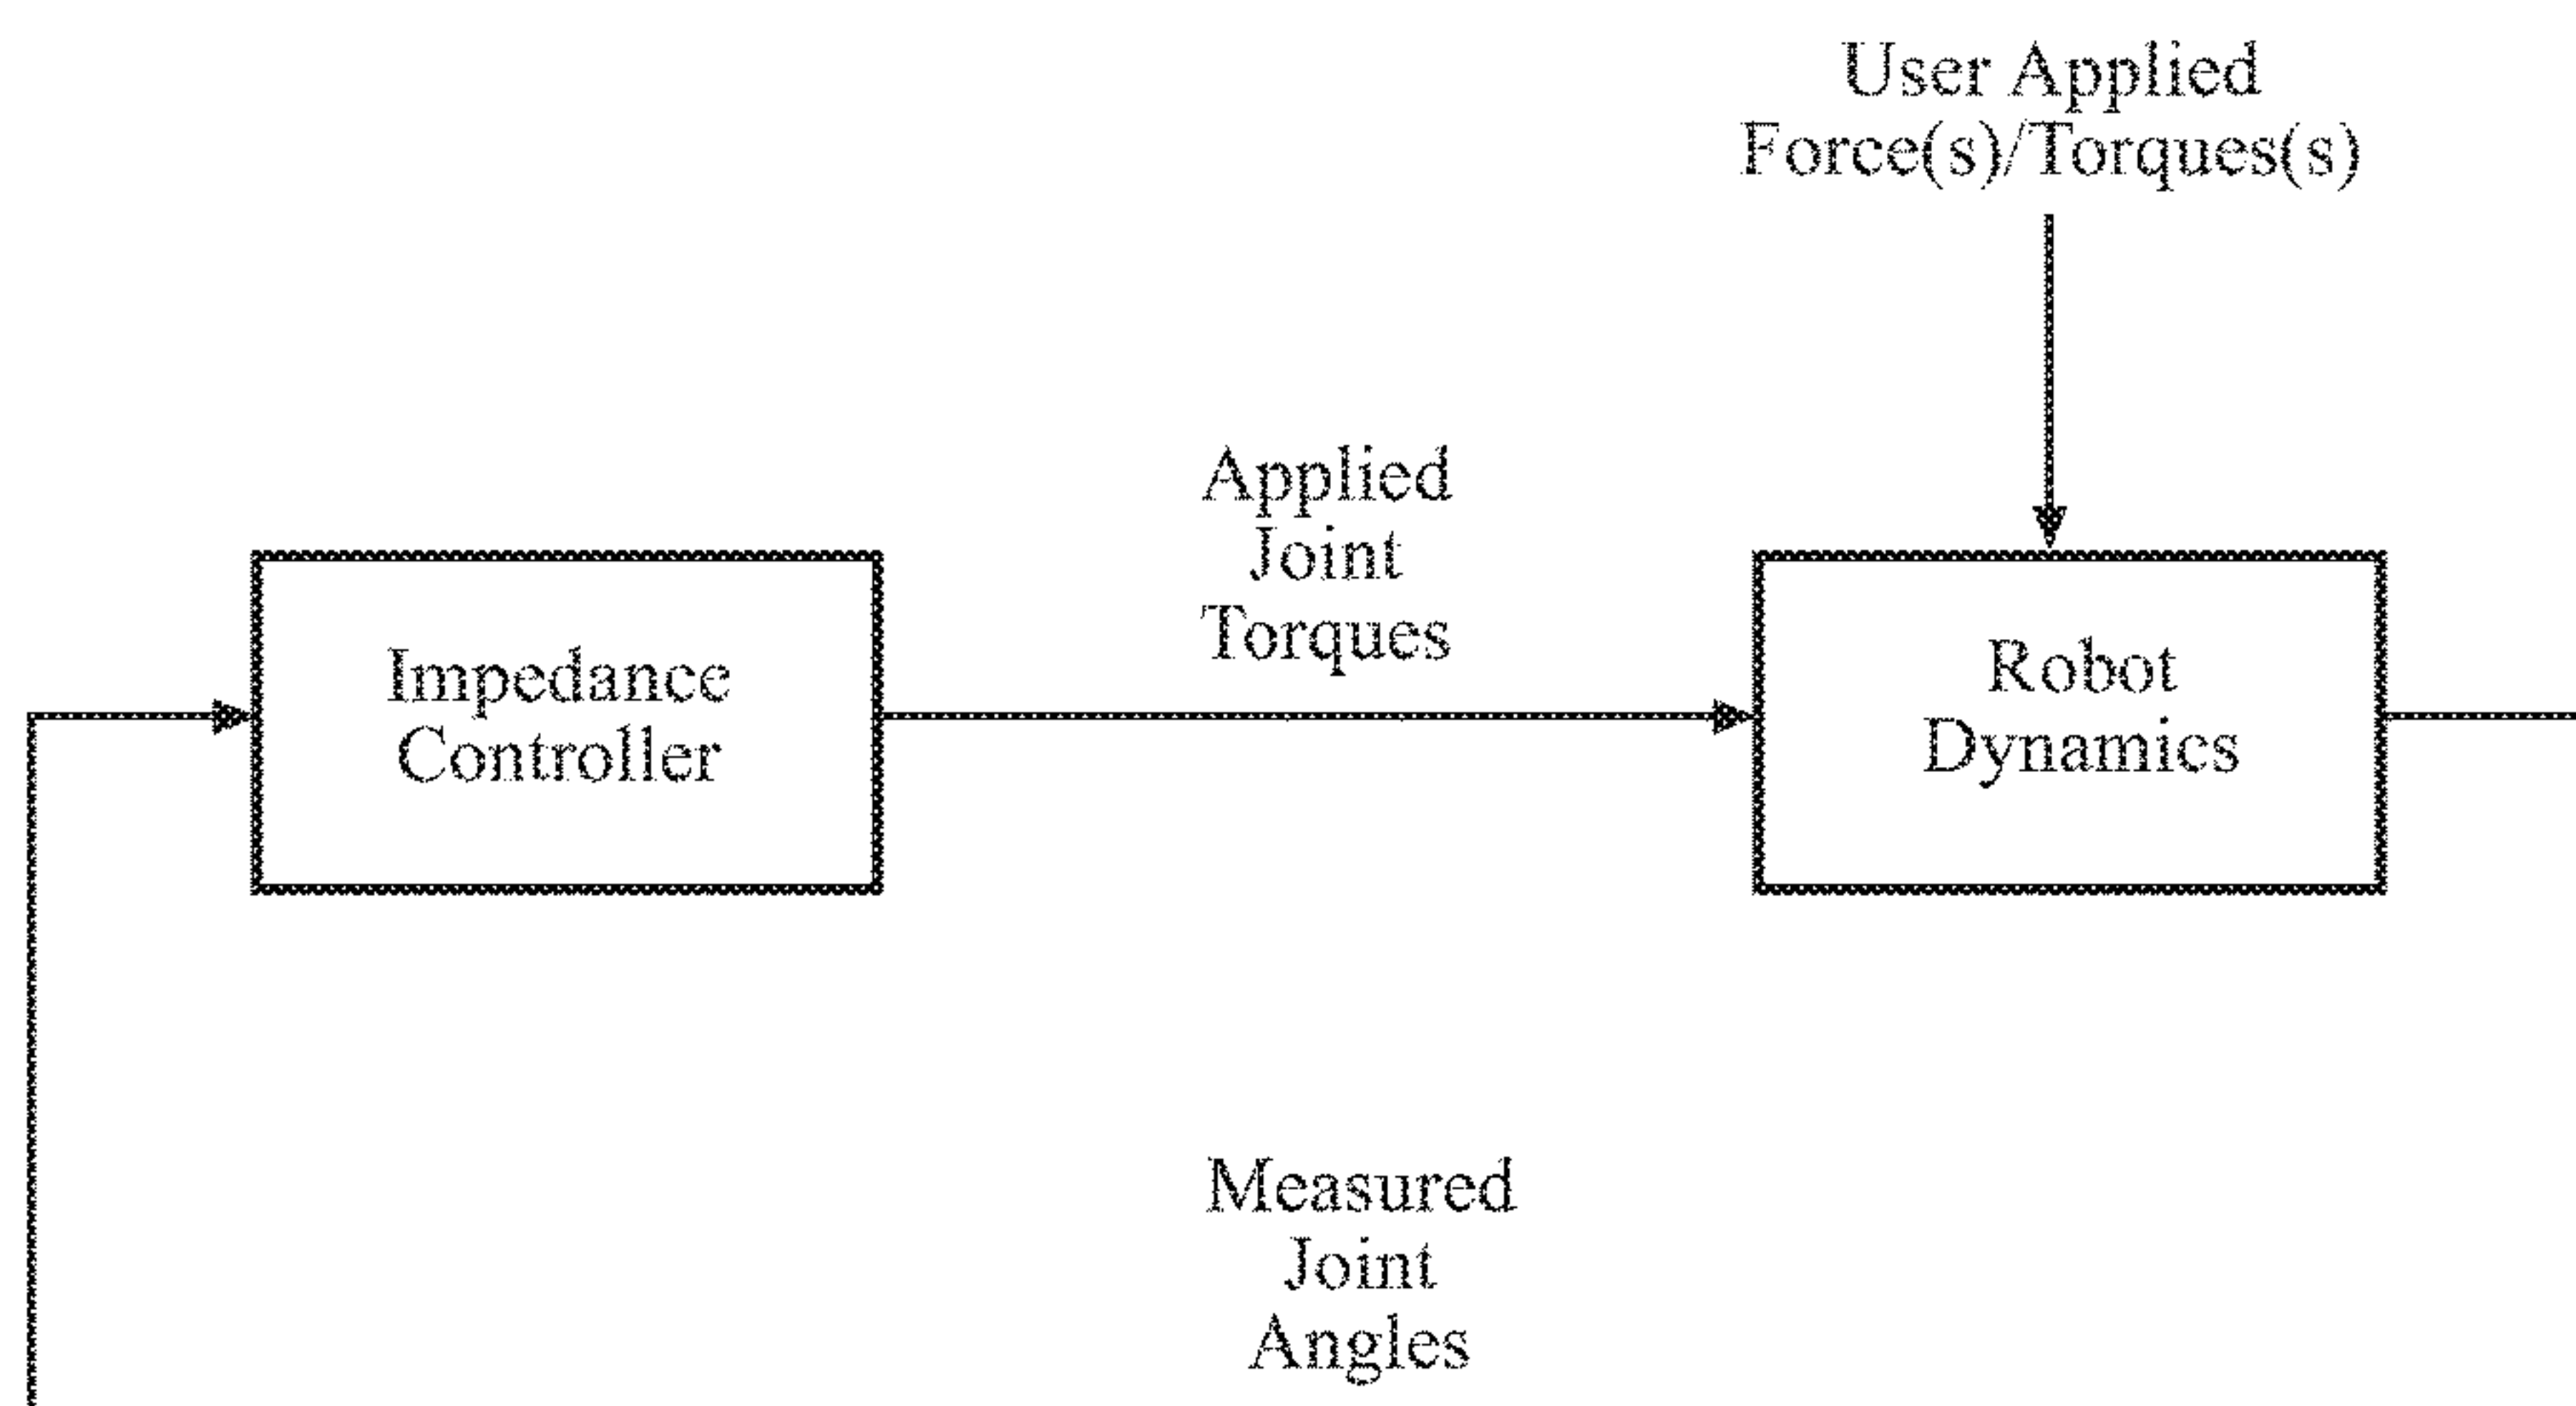 User Applied
Force(s)/Torques(s)
Applied
Joint
Torques
Impedance
Controller
Robot
Dynamics
Measured
Joint
Angles